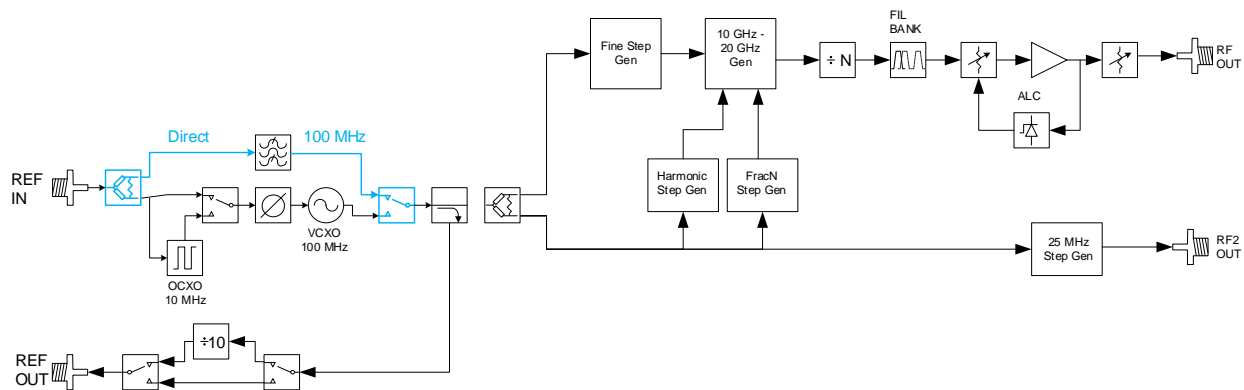 FIL
BANK
Fine Step
Gen
10 GHz -
20 GHz
Gen
÷ N
RF
OUT
ALC
Direct
100 MHz
REF
IN
Harmonic
Step Gen
FracN
Step Gen
VCXO
100 MHz
OCXO
10 MHz
25 MHz
Step Gen
RF2
OUT
÷10
REF
OUT